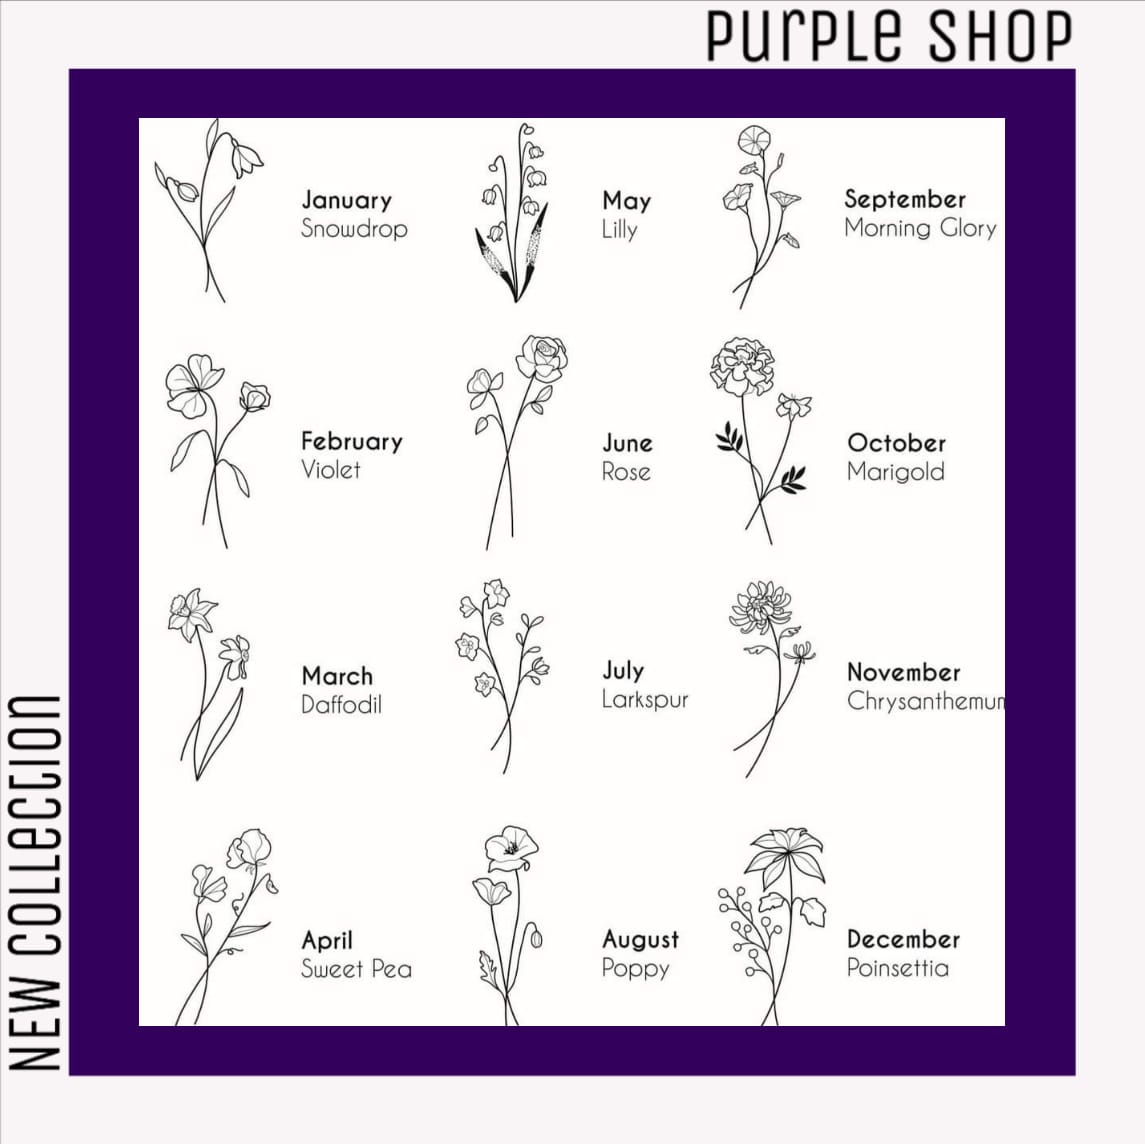 PURPLE SHOP
NEW COLLECTION
January
Snowdrop
February
Violet
March
Daffodil
April
Sweet Pea
May
Lilly
June
Rose
July
Larkspur
August
Poppy
September
Morning Glory
October
Marigold
November
Chrysanthemum
December
Poinsettia